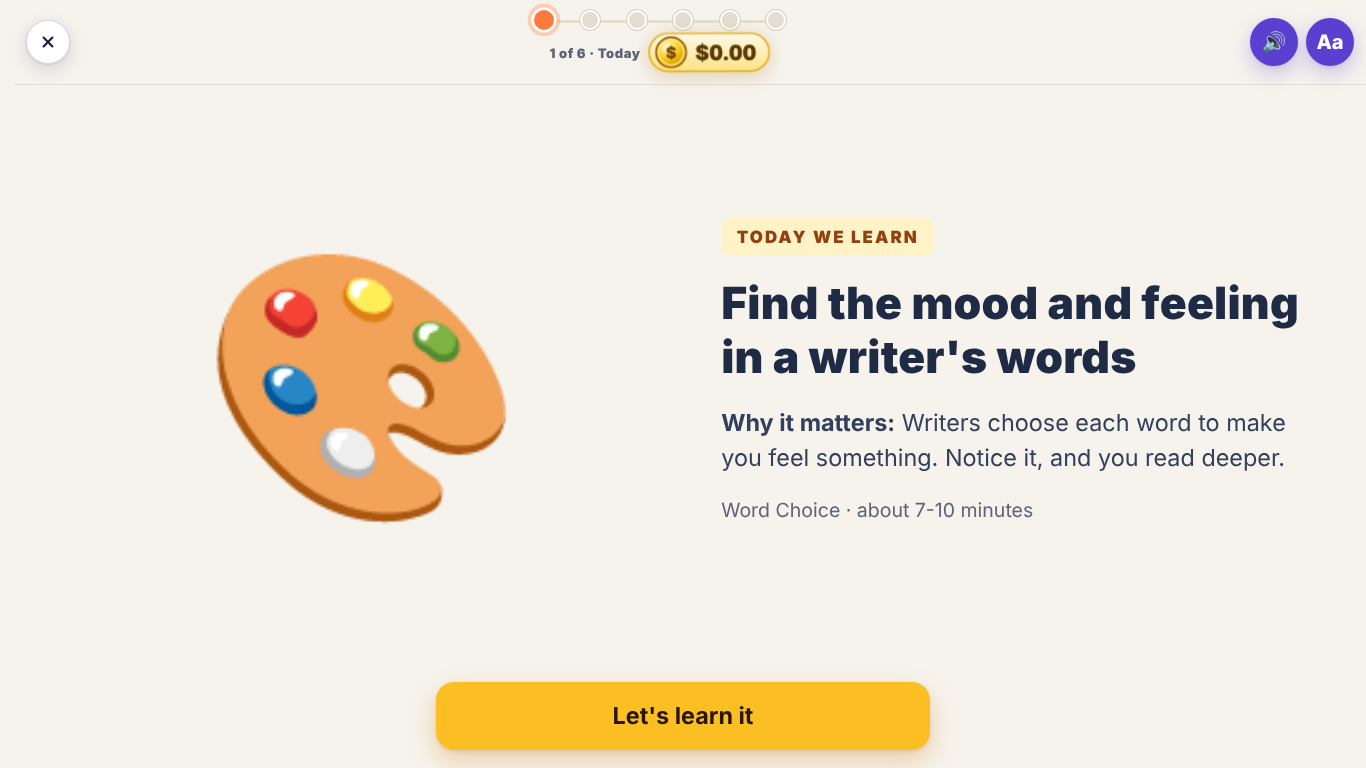 ×
1 of 6 · Today
$ $0.00
Aa
TODAY WE LEARN
Find the mood and feeling
in a writer's words
Why it matters: Writers choose each word to make
you feel something. Notice it, and you read deeper.
Word Choice · about 7-10 minutes
Let's learn it